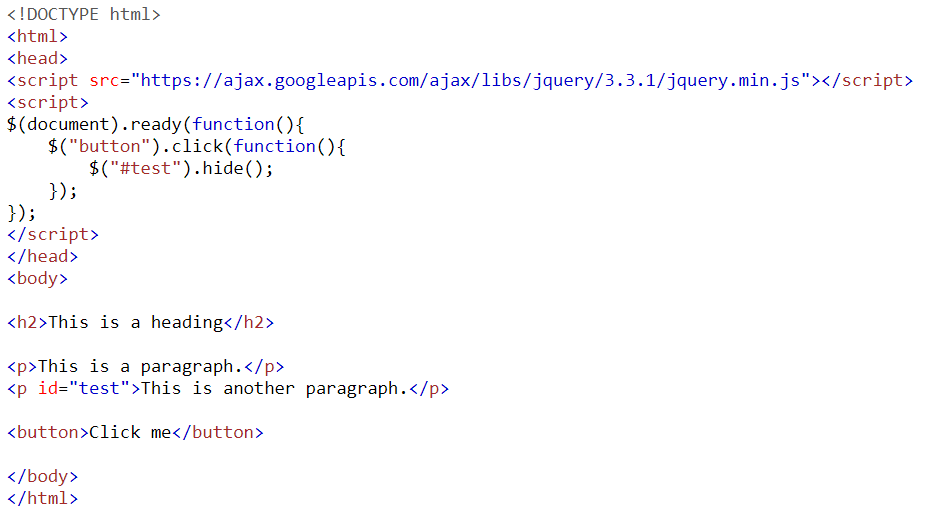 <!DOCTYPE html>
<html>
<head>
<script src="https://ajax.googleapis.com/ajax/libs/jquery/3.3.1/jquery.min.js"></script>
<script>
$(document).ready(function(){
    $("button").click(function(){
        $("#test").hide();
    });
});
</script>
</head>
<body>

<h2>This is a heading</h2>

<p>This is a paragraph.</p>
<p id="test">This is another paragraph.</p>

<button>Click me</button>

</body>
</html>